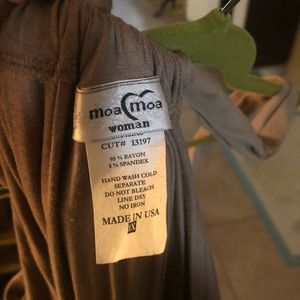 moa moa
woman
CUT# 13197
95% RAYON
5% SPANDEX
HAND WASH COLD
SEPARATE
DO NOT BLEACH
LINE DRY
NO IRON
MADE IN USA
1X